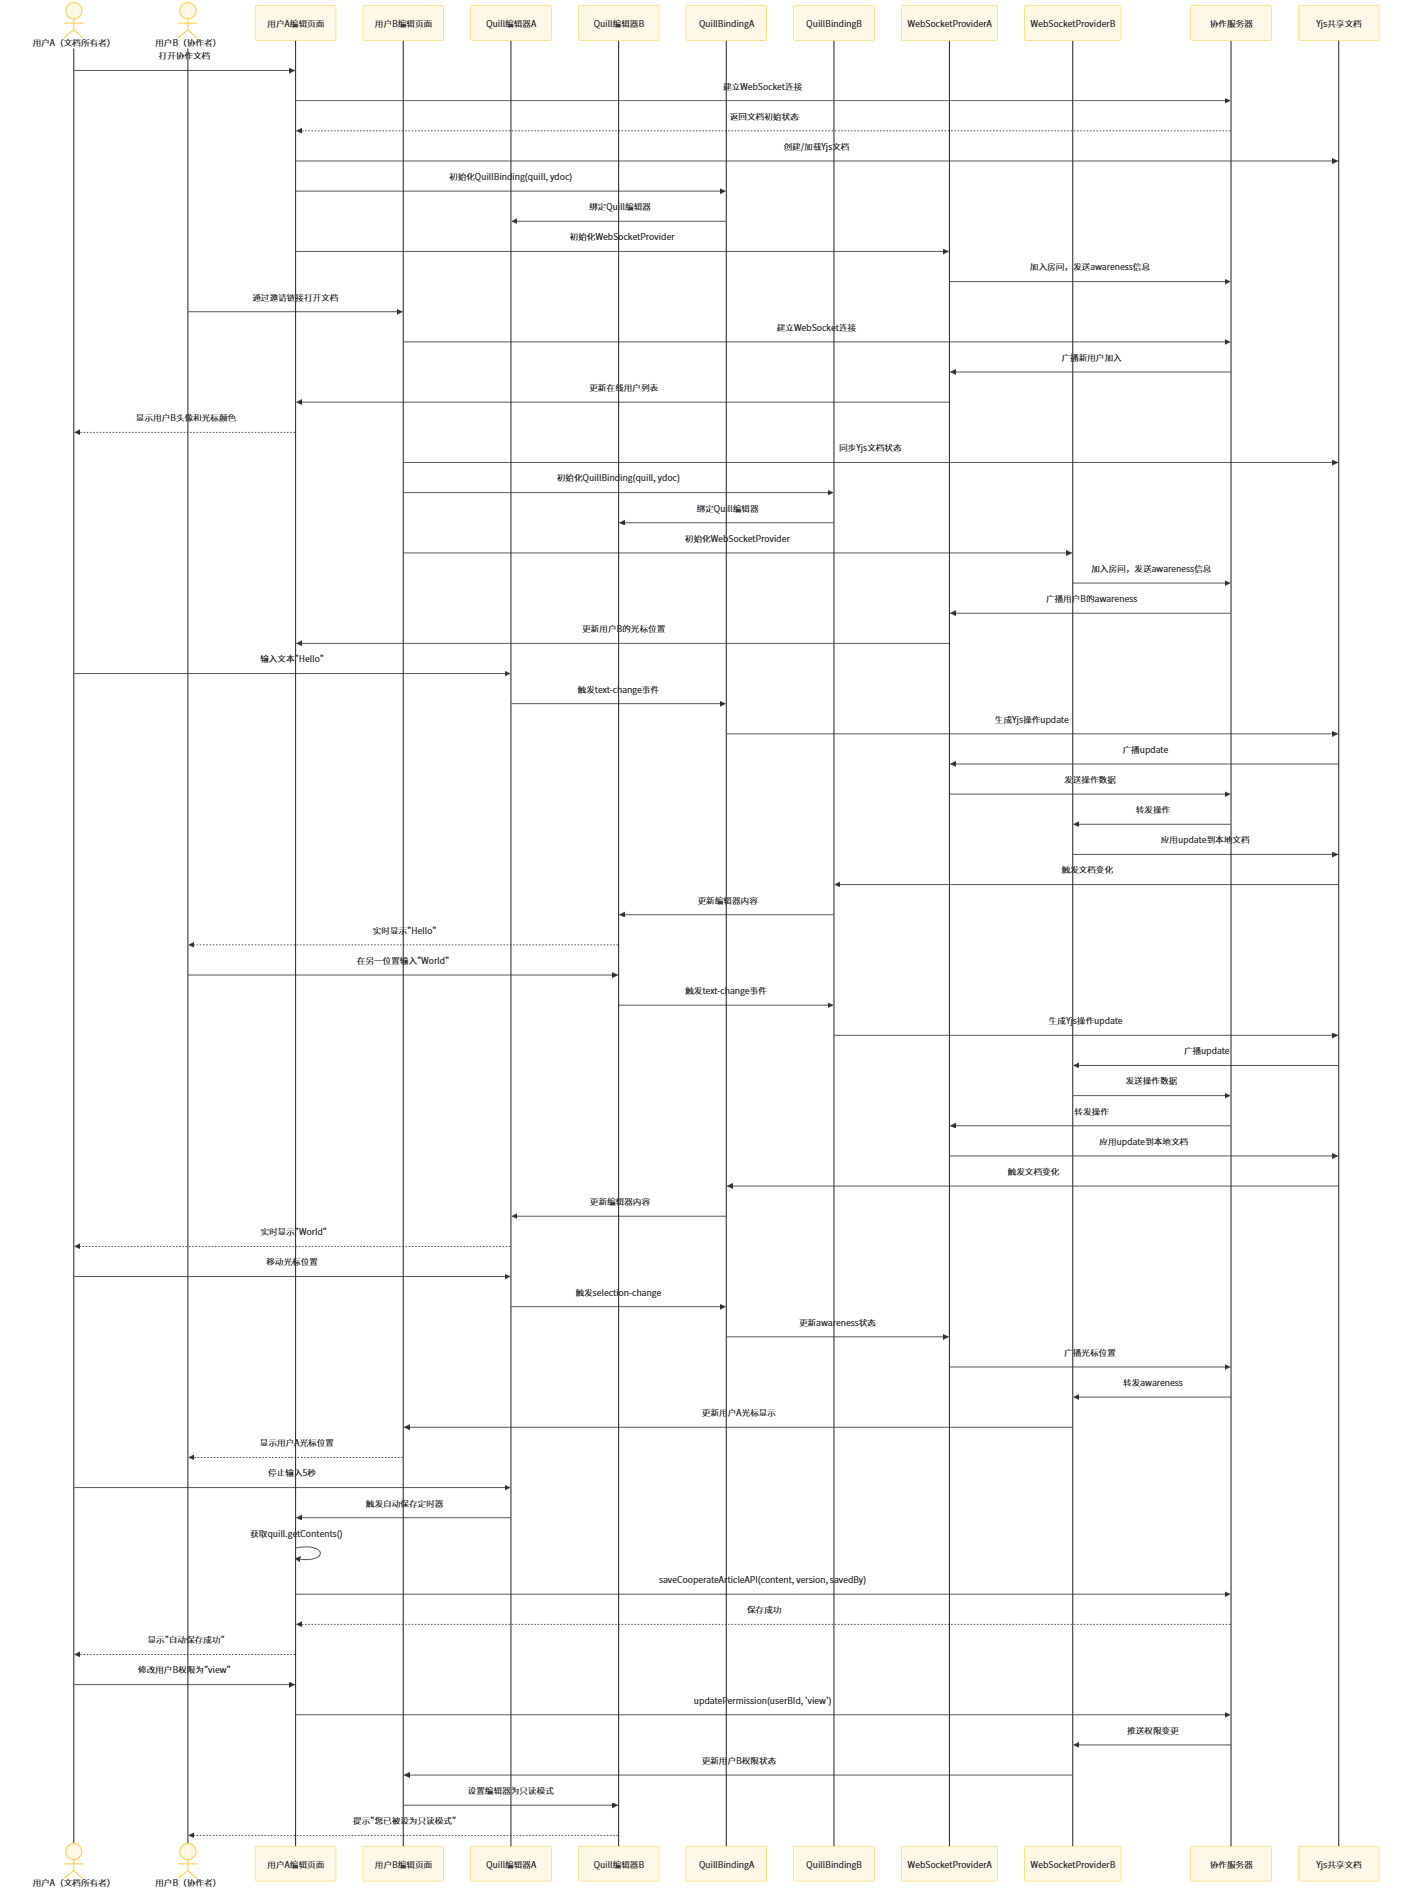 用户A（文档所有者）
用户B（协作者）
用户A编辑页面
用户B编辑页面
Quill编辑器A
Quill编辑器B
QuillBindingA
QuillBindingB
WebSocketProviderA
WebSocketProviderB
协作服务器
Yjs共享文档
打开协作文档
建立WebSocket连接
返回文档初始状态
创建/加载Yjs文档
初始化QuillBinding(quill, ydoc)
绑定Quill编辑器
初始化WebSocketProvider
加入房间，发送awareness信息
通过邀请链接打开文档
建立WebSocket连接
广播新用户加入
更新在线用户列表
显示用户B头像和光标颜色
同步Yjs文档状态
初始化QuillBinding(quill, ydoc)
绑定Quill编辑器
初始化WebSocketProvider
加入房间，发送awareness信息
广播用户B的awareness
更新用户B的光标位置
输入文本"Hello"
触发text-change事件
生成Yjs操作update
广播update
发送操作数据
转发操作
应用update到本地文档
触发文档变化
更新编辑器内容
实时显示"Hello"
在另一位置输入"World"
触发text-change事件
生成Yjs操作update
广播update
发送操作数据
转发操作
应用update到本地文档
触发文档变化
更新编辑器内容
实时显示"World"
移动光标位置
触发selection-change
更新awareness状态
广播光标位置
转发awareness
更新用户A光标显示
显示用户A光标位置
停止输入5秒
触发自动保存定时器
获取quill.getContents()
saveCooperateArticleAPI(content, version, savedBy)
保存成功
显示"自动保存成功"
修改用户B权限为"view"
updatePermission(userBId, 'view')
推送权限变更
更新用户B权限状态
设置编辑器为只读模式
提示"您已被设为只读模式"
用户A（文档所有者）
用户B（协作者）
用户A编辑页面
用户B编辑页面
Quill编辑器A
Quill编辑器B
QuillBindingA
QuillBindingB
WebSocketProviderA
WebSocketProviderB
协作服务器
Yjs共享文档